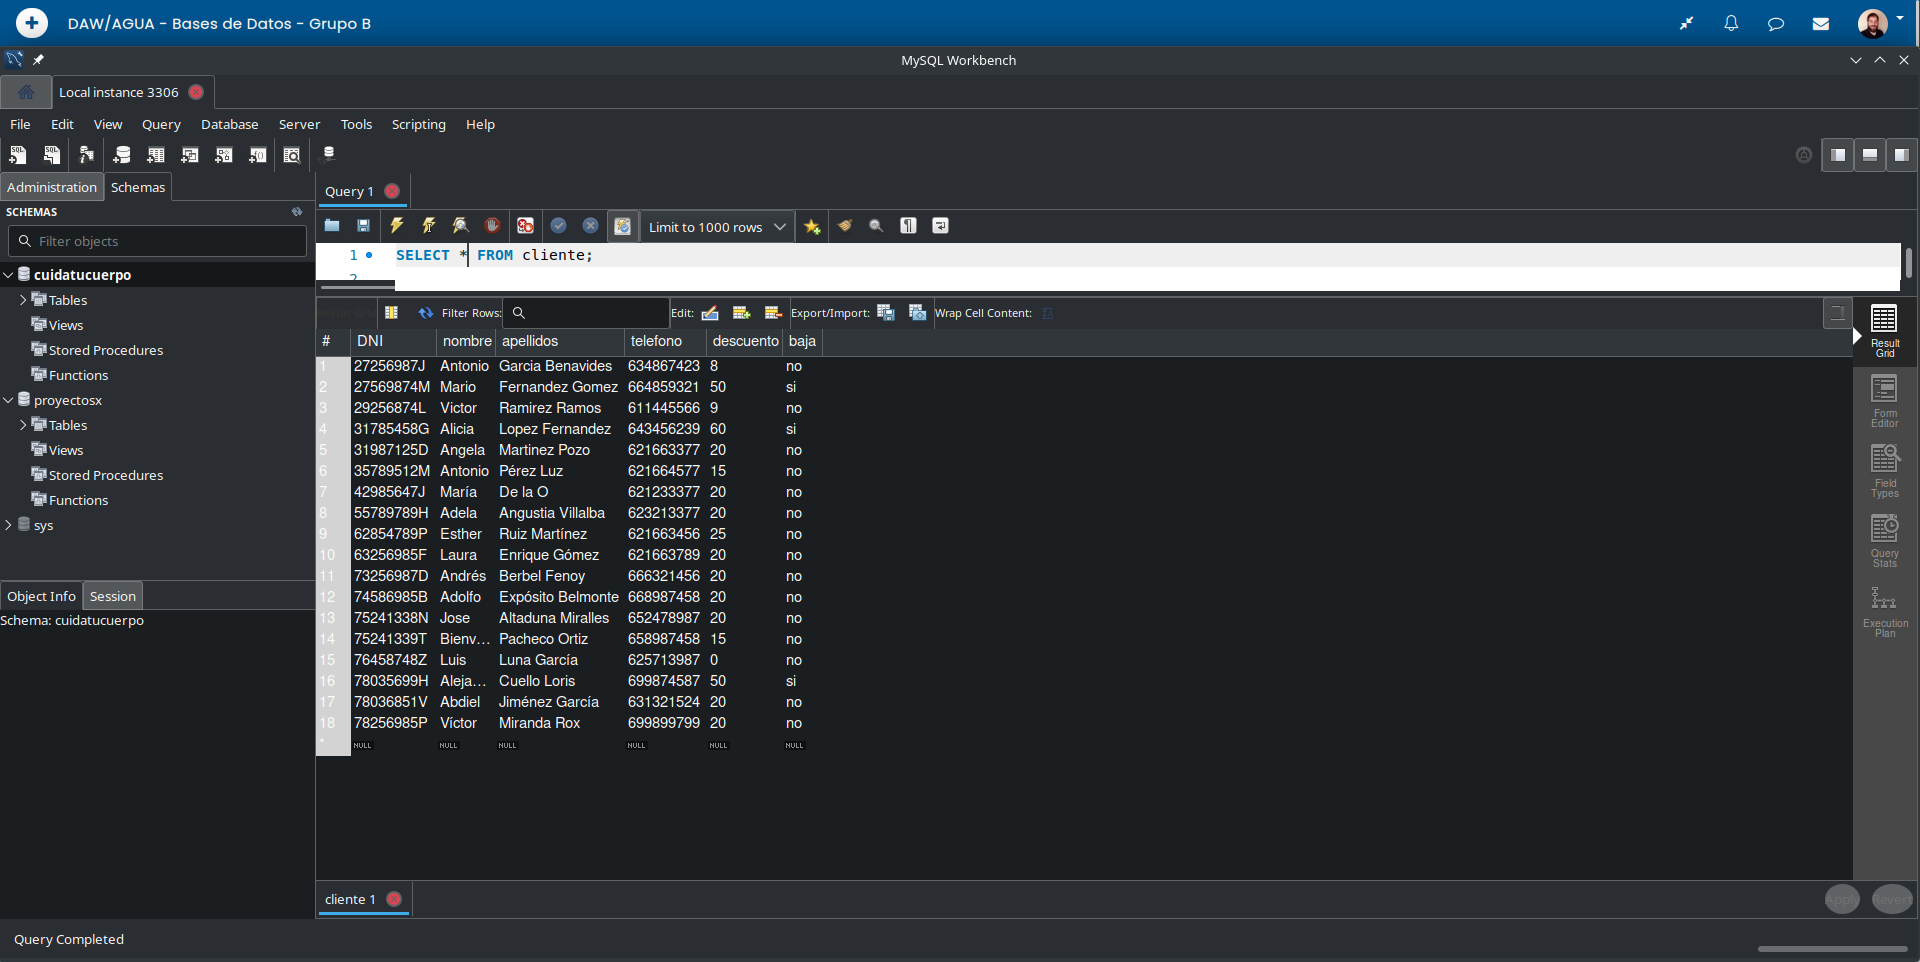 DAW/AGUA - Bases de Datos - Grupo B
MySQL Workbench
Local instance 3306
File Edit View Query Database Server Tools Scripting Help
Administration Schemas
SCHEMAS
Filter objects
cuidatucuerpo
Tables
Views
Stored Procedures
Functions
proyectosx
Tables
Views
Stored Procedures
Functions
sys
Object Info Session
Schema: cuidatucuerpo
Query 1
Limit to 1000 rows
1 SELECT * FROM cliente;
2
Filter Rows: Edit: Export/Import: Wrap Cell Content:
# DNI nombre apellidos telefono descuento baja
1 27256987J Antonio Garcia Benavides 634867423 8 no
2 27569874M Mario Fernandez Gomez 664859321 50 si
3 29256874L Victor Ramirez Ramos 611445566 9 no
4 31785458G Alicia Lopez Fernandez 643456239 60 si
5 31987125D Angela Martinez Pozo 621663377 20 no
6 35789512M Antonio Pérez Luz 621664577 15 no
7 42985647J María De la O 621233377 20 no
8 55789789H Adela Angustia Villalba 623213377 20 no
9 62854789P Esther Ruiz Martínez 621663456 25 no
10 63256985F Laura Enrique Gómez 621663789 20 no
11 73256987D Andrés Berbel Fenoy 666321456 20 no
12 74586985B Adolfo Expósito Belmonte 668987458 20 no
13 75241338N Jose Altaduna Miralles 652478987 20 no
14 75241339T Bienv... Pacheco Ortiz 658987458 15 no
15 76458748Z Luis Luna García 625713987 0 no
16 78035699H Aleja... Cuello Loris 699874587 50 si
17 78036851V Abdiel Jiménez García 631321524 20 no
18 78256985P Víctor Miranda Rox 699899799 20 no
* NULL NULL NULL NULL NULL NULL
Result
Grid
Form
Editor
Field
Types
Query
Stats
Execution
Plan
cliente 1
Apply Revert
Query Completed